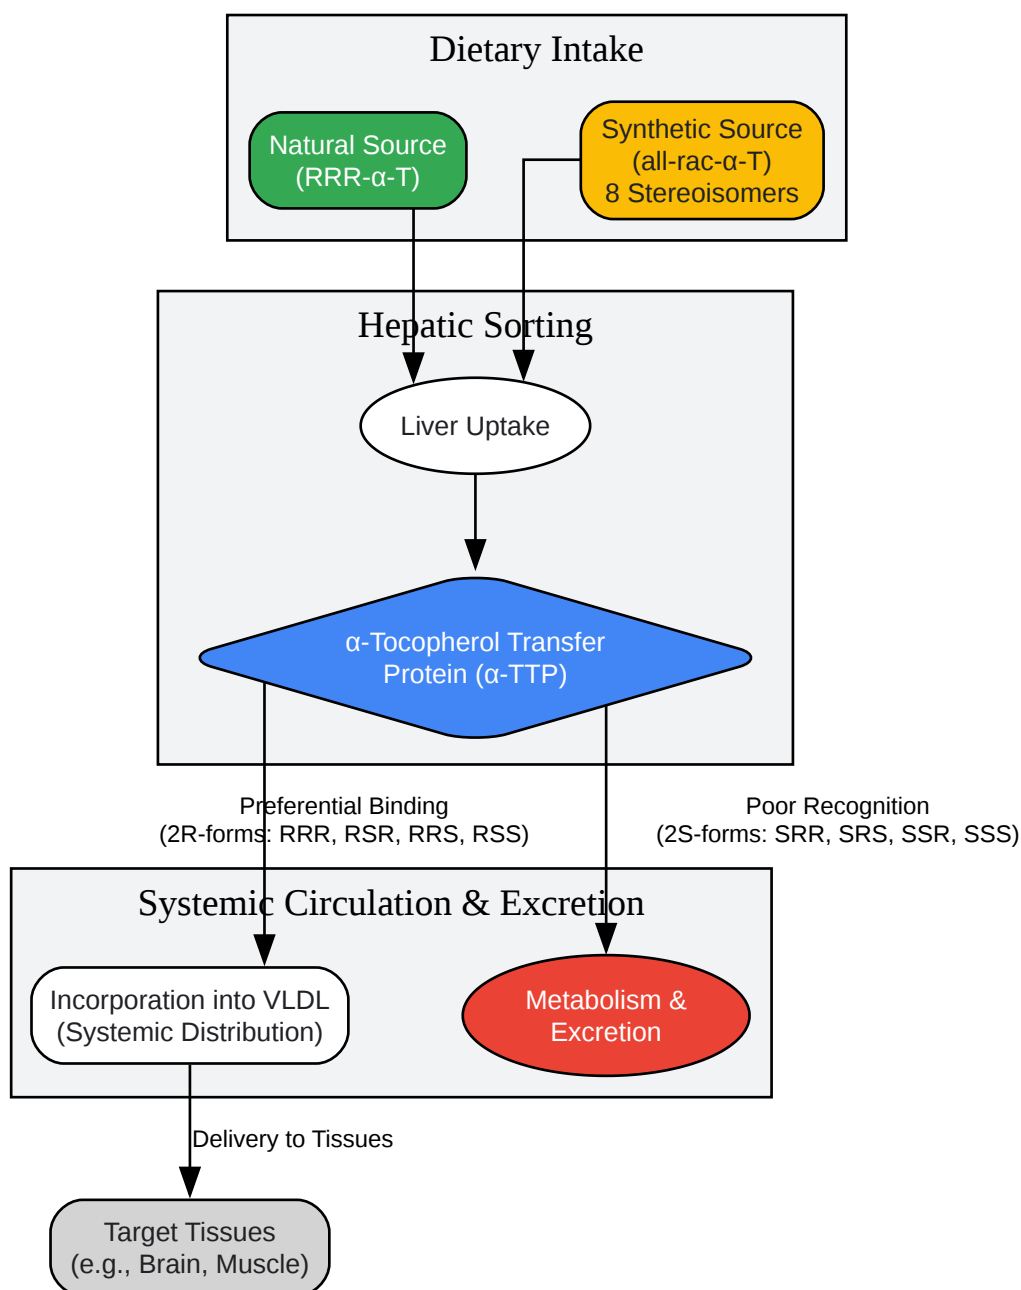 Dietary Intake
Natural Source
(RRR-α-T)
Synthetic Source
(all-rac-α-T)
8 Stereoisomers
Hepatic Sorting
Liver Uptake
α-Tocopherol Transfer
Protein (α-TTP)
Preferential Binding
(2R-forms: RRR, RSR, RRS, RSS)
Poor Recognition
(2S-forms: SRR, SRS, SSR, SSS)
Systemic Circulation & Excretion
Incorporation into VLDL
(Systemic Distribution)
Metabolism &
Excretion
Delivery to Tissues
Target Tissues
(e.g., Brain, Muscle)